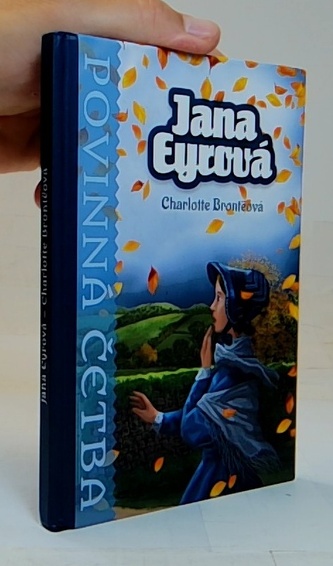 Jana
Eyrová
Charlotte Brontëová
POVINNÁ ČETBA
Jana Eyrová – Charlotte Brontëová